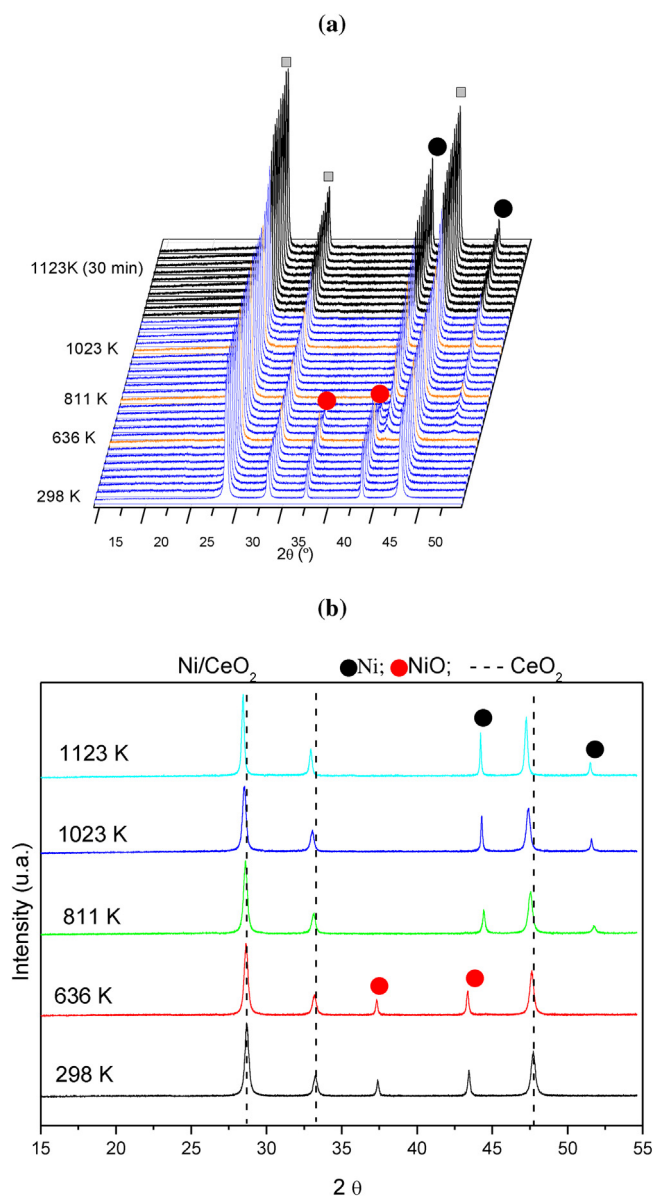 (a)
1123K (30 min)
1023 K
811 K
636 K
298 K
15 20 25 30 35 40 45 50
2θ (º)
(b)
Ni/CeO₂ Ni; NiO; --- CeO₂
1123 K
1023 K
811 K
636 K
298 K
Intensity (u.a.)
15 20 25 30 35 40 45 50 55
2 θ